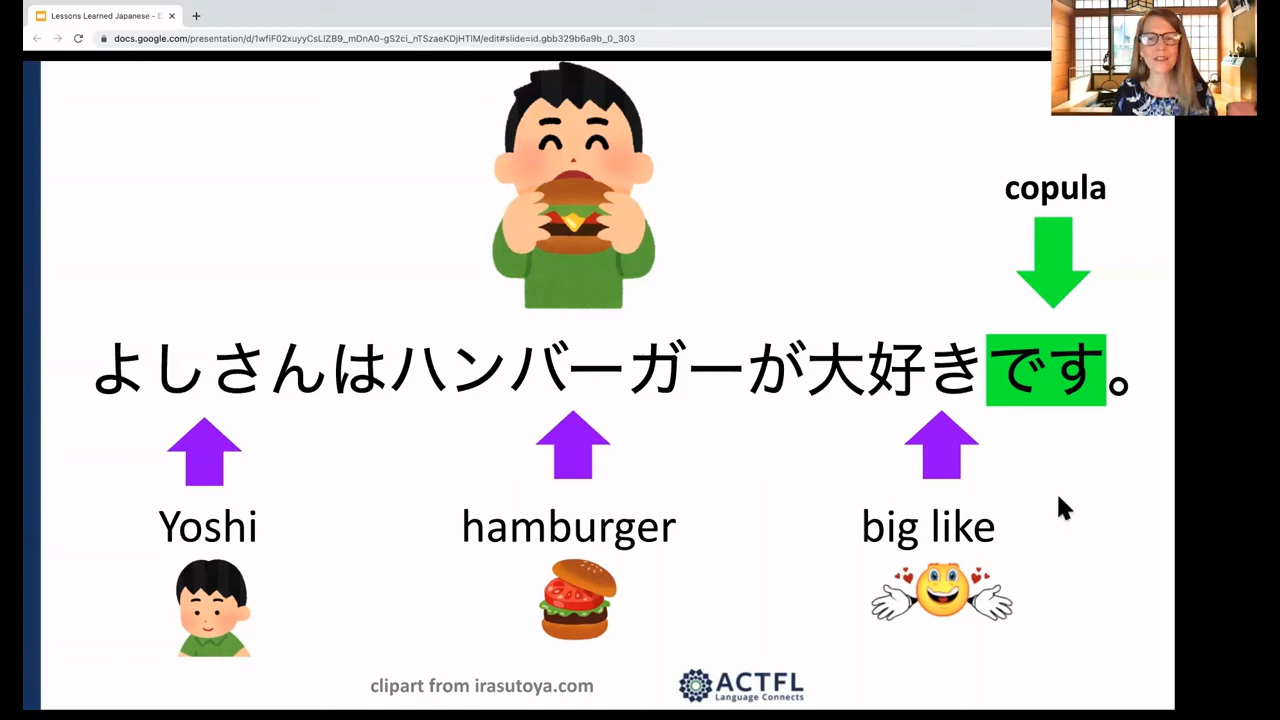 Lessons Learned Japanese - E
docs.google.com/presentation/d/1wfiF02xuyyCsLIZB9_mDnA0-gS2ci_nTSzaeKDjHTlM/edit#slide=id.gbb329b6a9b_0_303
copula
よしさんはハンバーガーが大好きです。
Yoshi
hamburger
big like
clipart from irasutoya.com
ACTFL
Language Connects